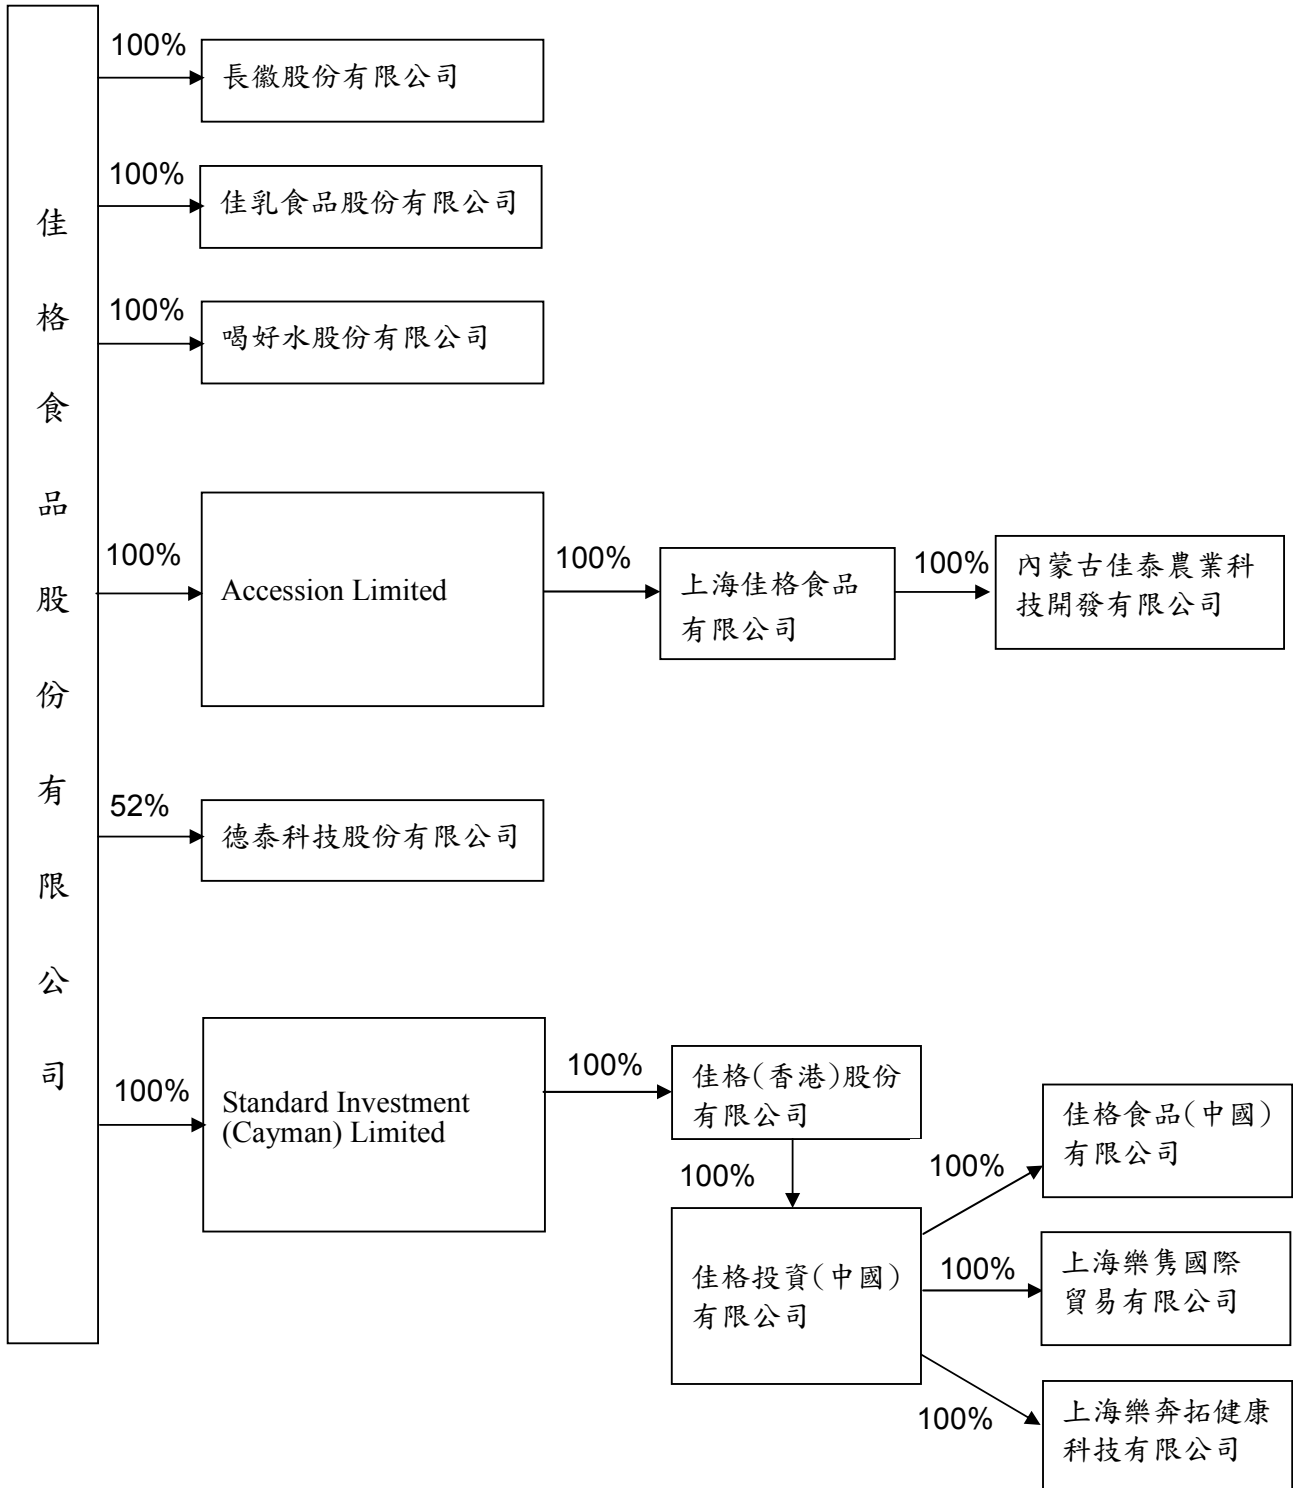 佳格食品股份有限公司
100%
長徽股份有限公司
100%
佳乳食品股份有限公司
100%
喝好水股份有限公司
100%
Accession Limited
100%
上海佳格食品
有限公司
100%
內蒙古佳泰農業科
技開發有限公司
52%
德泰科技股份有限公司
100%
Standard Investment
(Cayman) Limited
100%
佳格(香港)股份
有限公司
100%
佳格投資(中國)
有限公司
100%
佳格食品(中國)
有限公司
100%
上海樂雋國際
貿易有限公司
100%
上海樂奔拓健康
科技有限公司